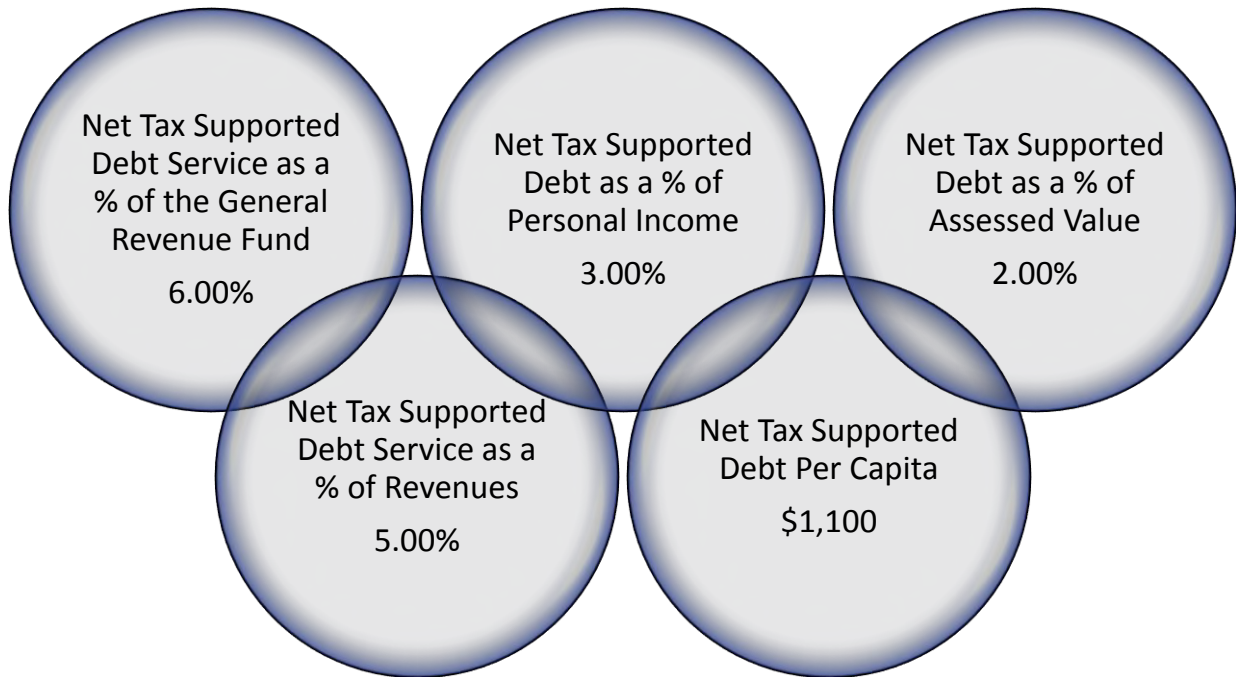 Net Tax Supported
Debt Service as a
% of the General
Revenue Fund
6.00%
Net Tax Supported
Debt as a % of
Personal Income
3.00%
Net Tax Supported
Debt as a % of
Assessed Value
2.00%
Net Tax Supported
Debt Service as a
% of Revenues
5.00%
Net Tax Supported
Debt Per Capita
$1,100